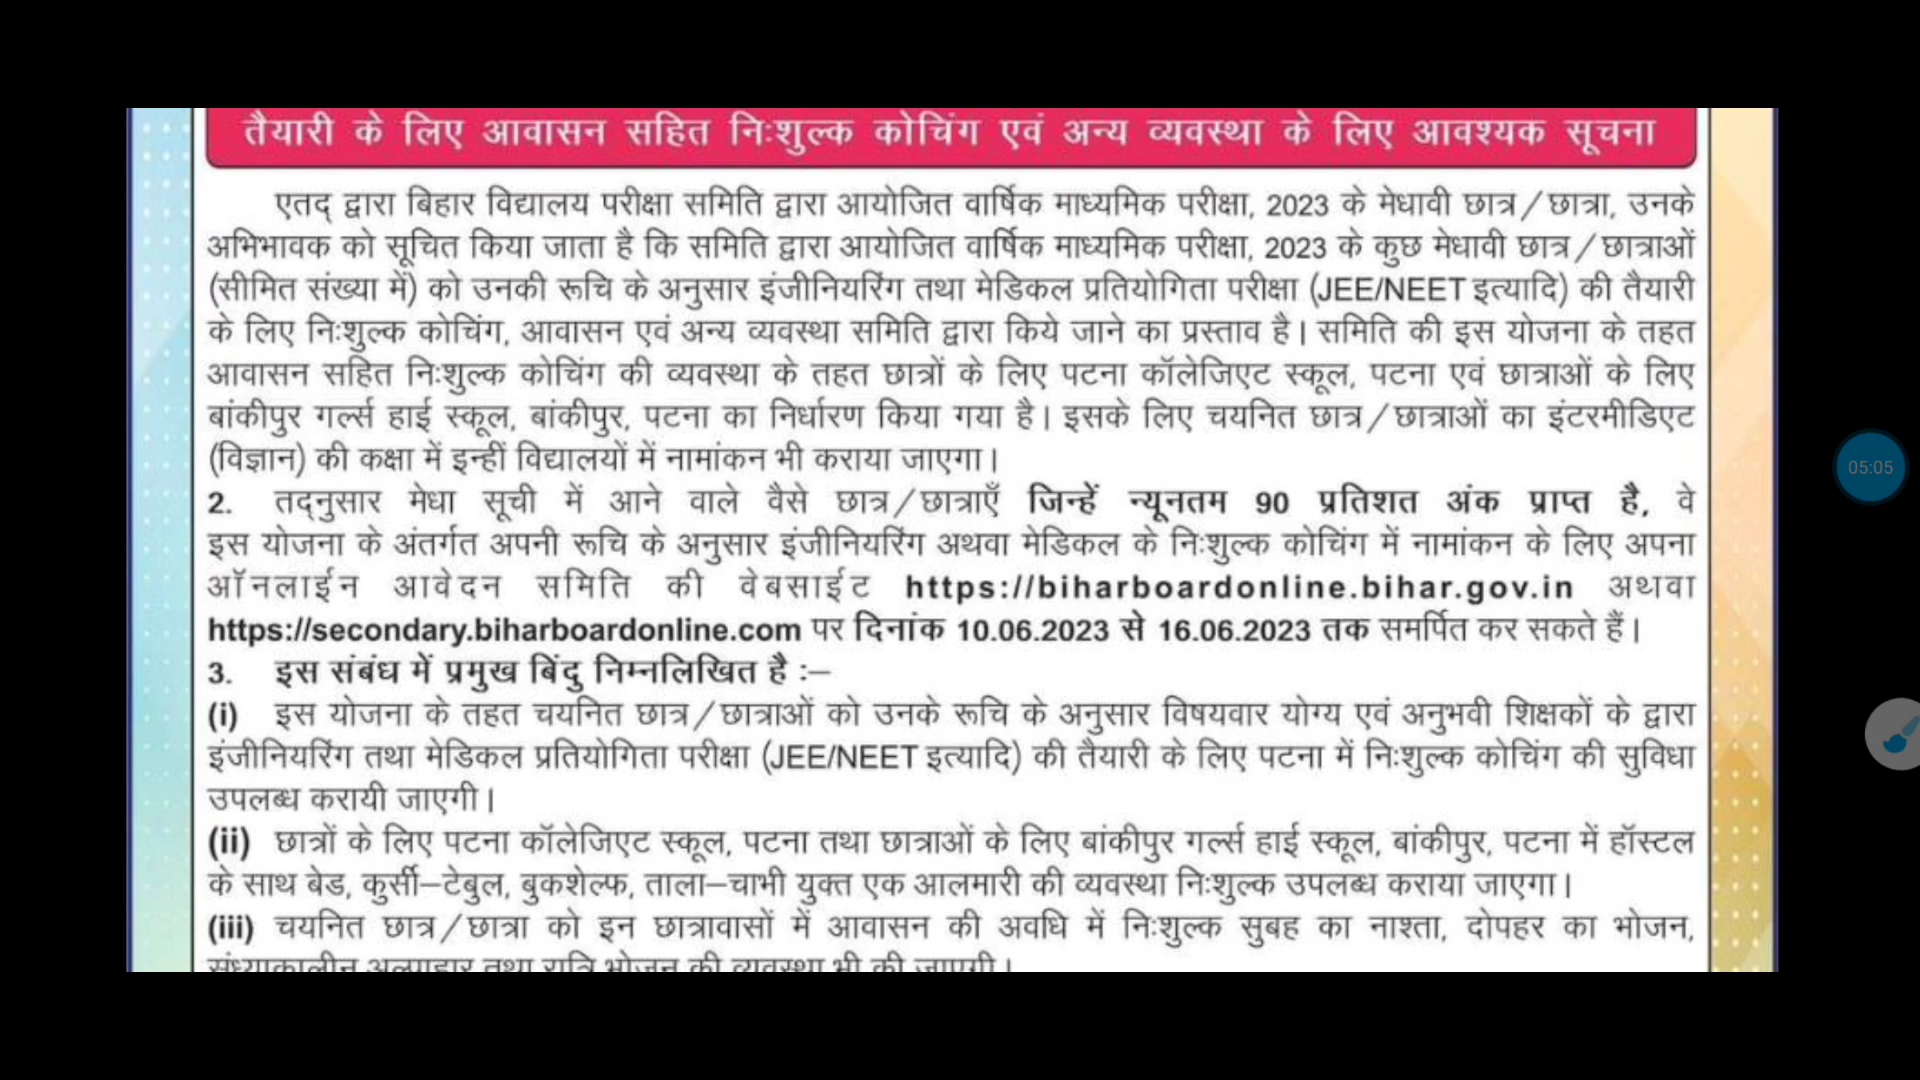 तैयारी के लिए आवासन सहित निःशुल्क कोचिंग एवं अन्य व्यवस्था के लिए आवश्यक सूचना
एतद् द्वारा बिहार विद्यालय परीक्षा समिति द्वारा आयोजित वार्षिक माध्यमिक परीक्षा, 2023 के मेधावी छात्र/छात्रा, उनके
अभिभावक को सूचित किया जाता है कि समिति द्वारा आयोजित वार्षिक माध्यमिक परीक्षा, 2023 के कुछ मेधावी छात्र/छात्राओं
(सीमित संख्या में) को उनकी रूचि के अनुसार इंजीनियरिंग तथा मेडिकल प्रतियोगिता परीक्षा (JEE/NEET इत्यादि) की तैयारी
के लिए निःशुल्क कोचिंग, आवासन एवं अन्य व्यवस्था समिति द्वारा किये जाने का प्रस्ताव है। समिति की इस योजना के तहत
आवासन सहित निःशुल्क कोचिंग की व्यवस्था के तहत छात्रों के लिए पटना कॉलेजिएट स्कूल, पटना एवं छात्राओं के लिए
बांकीपुर गर्ल्स हाई स्कूल, बांकीपुर, पटना का निर्धारण किया गया है। इसके लिए चयनित छात्र/छात्राओं का इंटरमीडिएट
(विज्ञान) की कक्षा में इन्हीं विद्यालयों में नामांकन भी कराया जाएगा।
2. तद्नुसार मेधा सूची में आने वाले वैसे छात्र/छात्राएँ जिन्हें न्यूनतम 90 प्रतिशत अंक प्राप्त है, वे
इस योजना के अंतर्गत अपनी रूचि के अनुसार इंजीनियरिंग अथवा मेडिकल के निःशुल्क कोचिंग में नामांकन के लिए अपना
ऑनलाईन आवेदन समिति की वेबसाईट https://biharboardonline.bihar.gov.in अथवा
https://secondary.biharboardonline.com पर दिनांक 10.06.2023 से 16.06.2023 तक समर्पित कर सकते हैं।
3. इस संबंध में प्रमुख बिंदु निम्नलिखित है :–
(i) इस योजना के तहत चयनित छात्र/छात्राओं को उनके रूचि के अनुसार विषयवार योग्य एवं अनुभवी शिक्षकों के द्वारा
इंजीनियरिंग तथा मेडिकल प्रतियोगिता परीक्षा (JEE/NEET इत्यादि) की तैयारी के लिए पटना में निःशुल्क कोचिंग की सुविधा
उपलब्ध करायी जाएगी।
(ii) छात्रों के लिए पटना कॉलेजिएट स्कूल, पटना तथा छात्राओं के लिए बांकीपुर गर्ल्स हाई स्कूल, बांकीपुर, पटना में हॉस्टल
के साथ बेड, कुर्सी–टेबुल, बुकशेल्फ, ताला–चाभी युक्त एक आलमारी की व्यवस्था निःशुल्क उपलब्ध कराया जाएगा।
(iii) चयनित छात्र/छात्रा को इन छात्रावासों में आवासन की अवधि में निःशुल्क सुबह का नाश्ता, दोपहर का भोजन,
संध्याकालीन अल्पाहार तथा रात्रि भोजन की व्यवस्था भी की जाएगी।
05:05